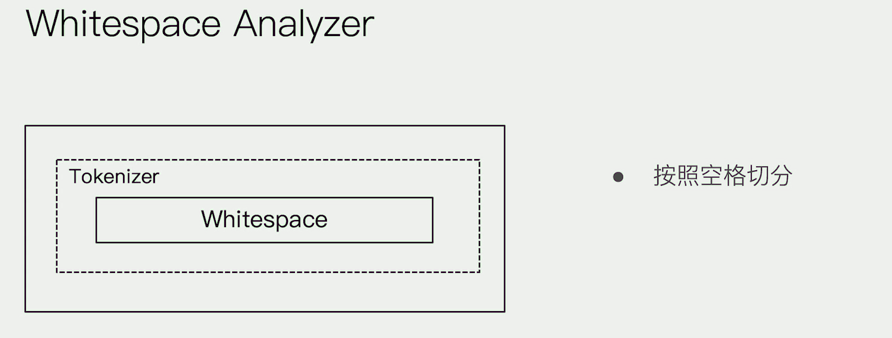 Whitespace Analyzer
Tokenizer
Whitespace
按照空格切分